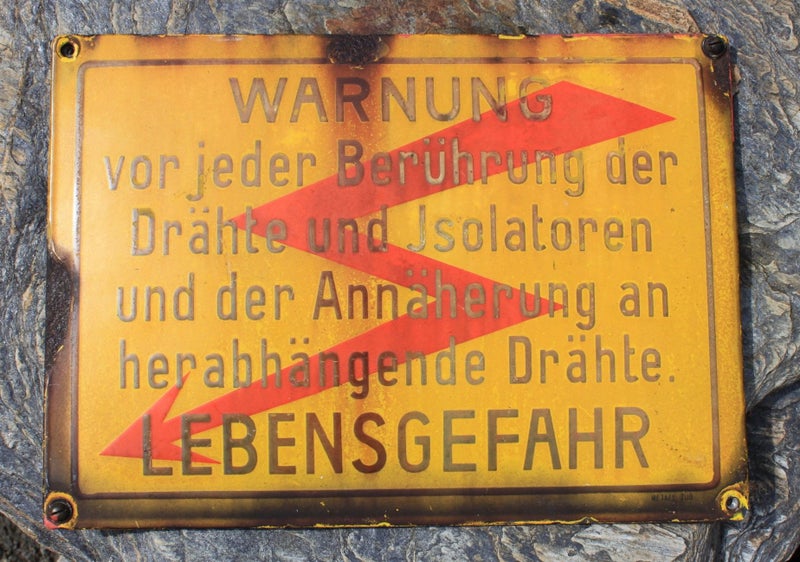 WARNUNG
vor jeder Berührung der
Drähte und Jsolatoren
und der Annäherung an
herabhängende Drähte.
LEBENSGEFAHR